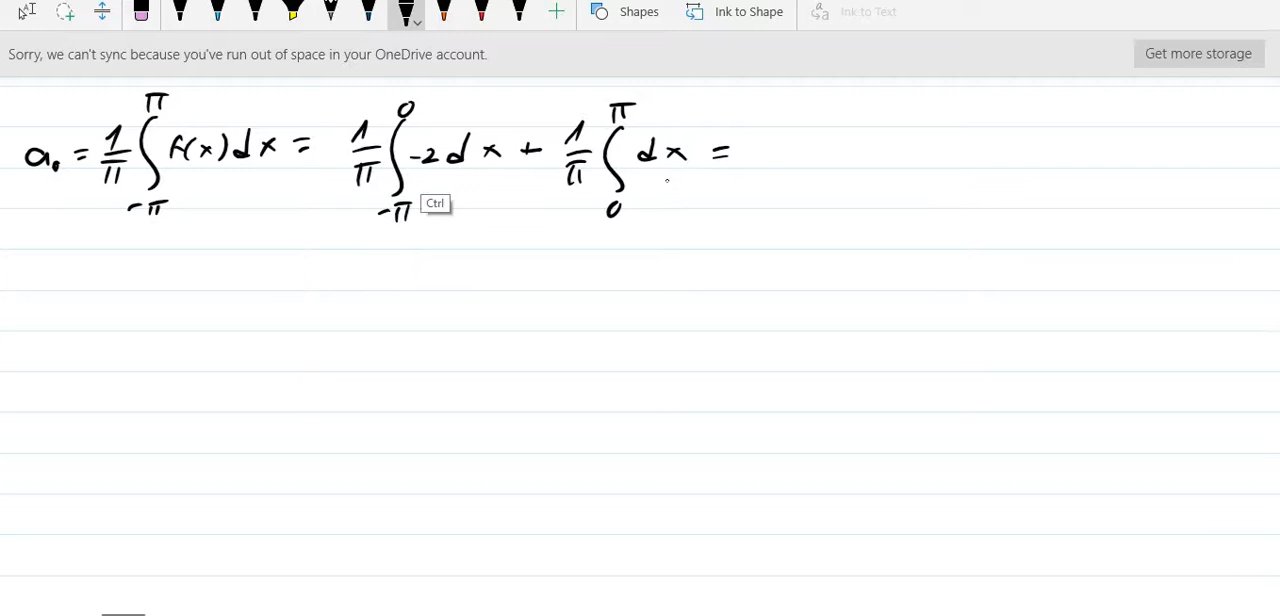 Shapes Ink to Shape Ink to Text
Sorry, we can't sync because you've run out of space in your OneDrive account. Get more storage
a₀ = 1/π ∫_{-π}^{π} f(x) dx = 1/π ∫_{-π}^{0} -2 dx + 1/π ∫_{0}^{π} dx =
Ctrl